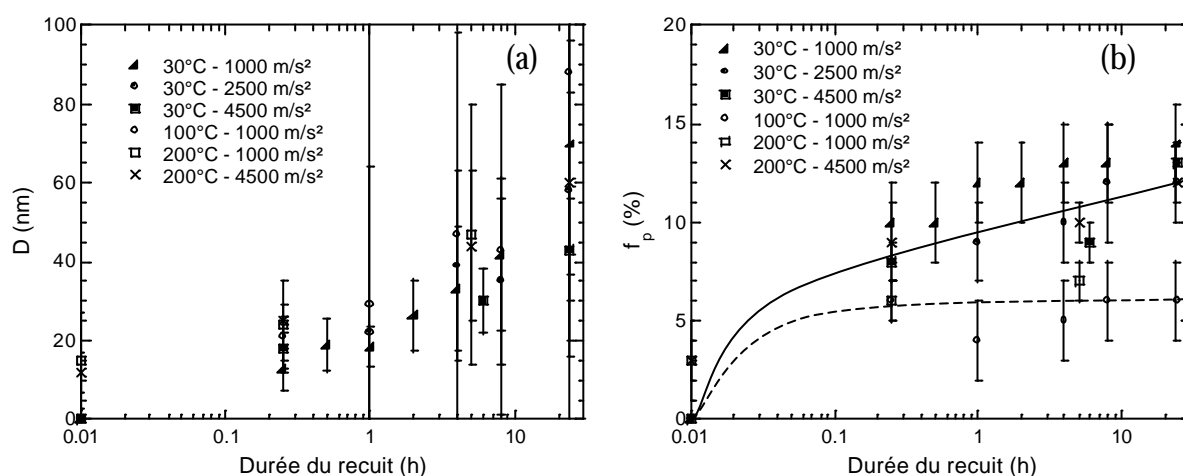 100
80
60
40
20
0
D (nm)
(a)
30°C - 1000 m/s²
30°C - 2500 m/s²
30°C - 4500 m/s²
100°C - 1000 m/s²
200°C - 1000 m/s²
200°C - 4500 m/s²
0.01
0.1
1
10
Durée du recuit (h)
20
15
10
5
0
f_p (%)
(b)
30°C - 1000 m/s²
30°C - 2500 m/s²
30°C - 4500 m/s²
100°C - 1000 m/s²
200°C - 1000 m/s²
200°C - 4500 m/s²
0.01
0.1
1
10
Durée du recuit (h)